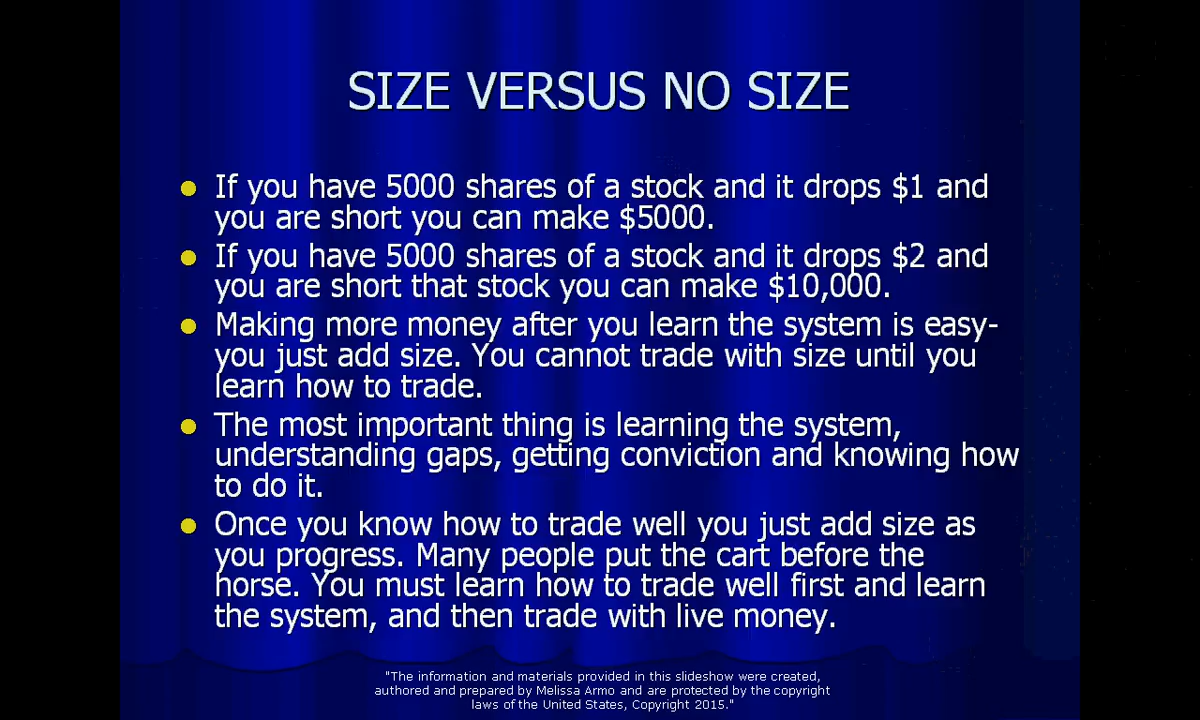 SIZE VERSUS NO SIZE
If you have 5000 shares of a stock and it drops $1 and
you are short you can make $5000.
If you have 5000 shares of a stock and it drops $2 and
you are short that stock you can make $10,000.
Making more money after you learn the system is easy-
you just add size. You cannot trade with size until you
learn how to trade.
The most important thing is learning the system,
understanding gaps, getting conviction and knowing how
to do it.
Once you know how to trade well you just add size as
you progress. Many people put the cart before the
horse. You must learn how to trade well first and learn
the system, and then trade with live money.
"The information and materials provided in this slideshow were created,
authored and prepared by Melissa Armo and are protected by the copyright
laws of the United States, Copyright 2015."